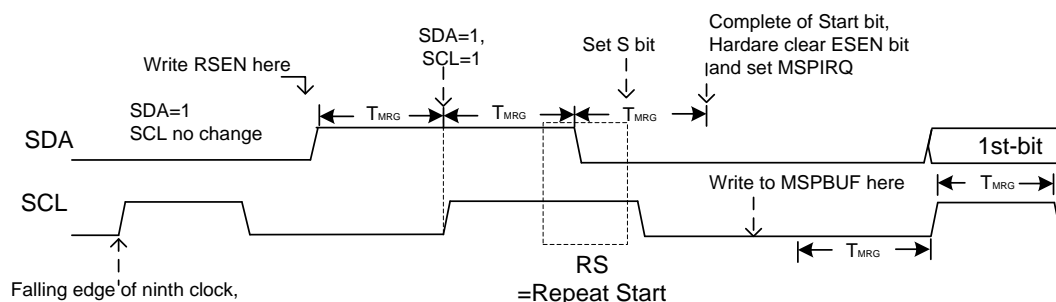 Complete of Start bit,
Hardare clear ESEN bit
and set MSPIRQ
SDA=1,
SCL=1
Set S bit
Write RSEN here
SDA=1
SCL no change
TMRG
TMRG
TMRG
SDA
1st-bit
Write to MSPBUF here
TMRG
SCL
TMRG
RS
=Repeat Start
Falling edge of ninth clock,